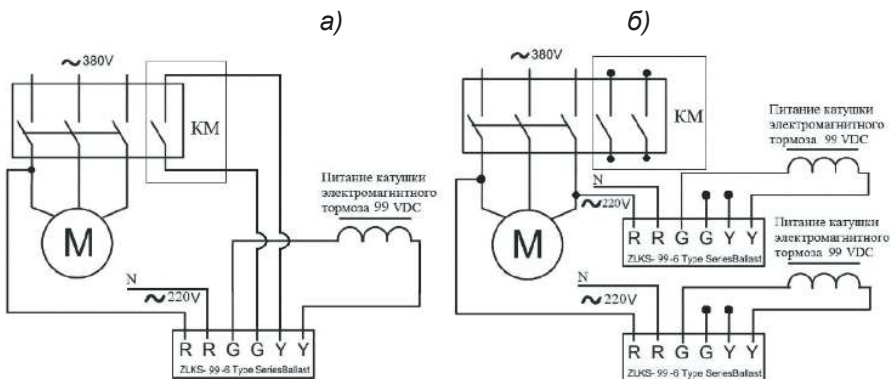 а)
~380V
КМ
Питание катушки
электромагнитного
тормоза 99 VDC
M
N
~220V
R R G G Y Y
ZLKS- 99 -6 Type SeriesBallast
б)
~380V
КМ
Питание катушки
электромагнитного
тормоза 99 VDC
N
~220V
R R G G Y Y
ZLKS- 99 -6 Type SeriesBallast
M
Питание катушки
электромагнитного
тормоза 99 VDC
N
~220V
R R G G Y Y
ZLKS- 99 -6 Type SeriesBallast